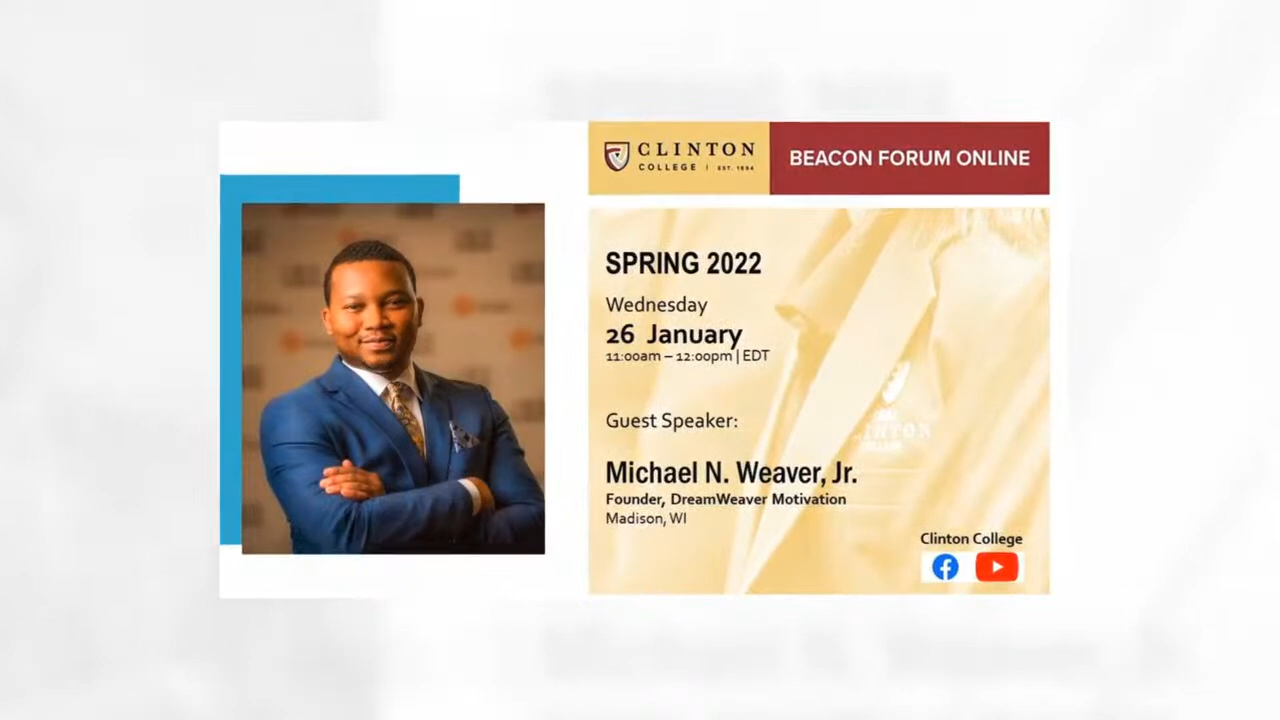 CLINTON
COLLEGE | EST. 1894
BEACON FORUM ONLINE
SPRING 2022
Wednesday
26 January
11:00am – 12:00pm | EDT
Guest Speaker:
Michael N. Weaver, Jr.
Founder, DreamWeaver Motivation
Madison, WI
Clinton College